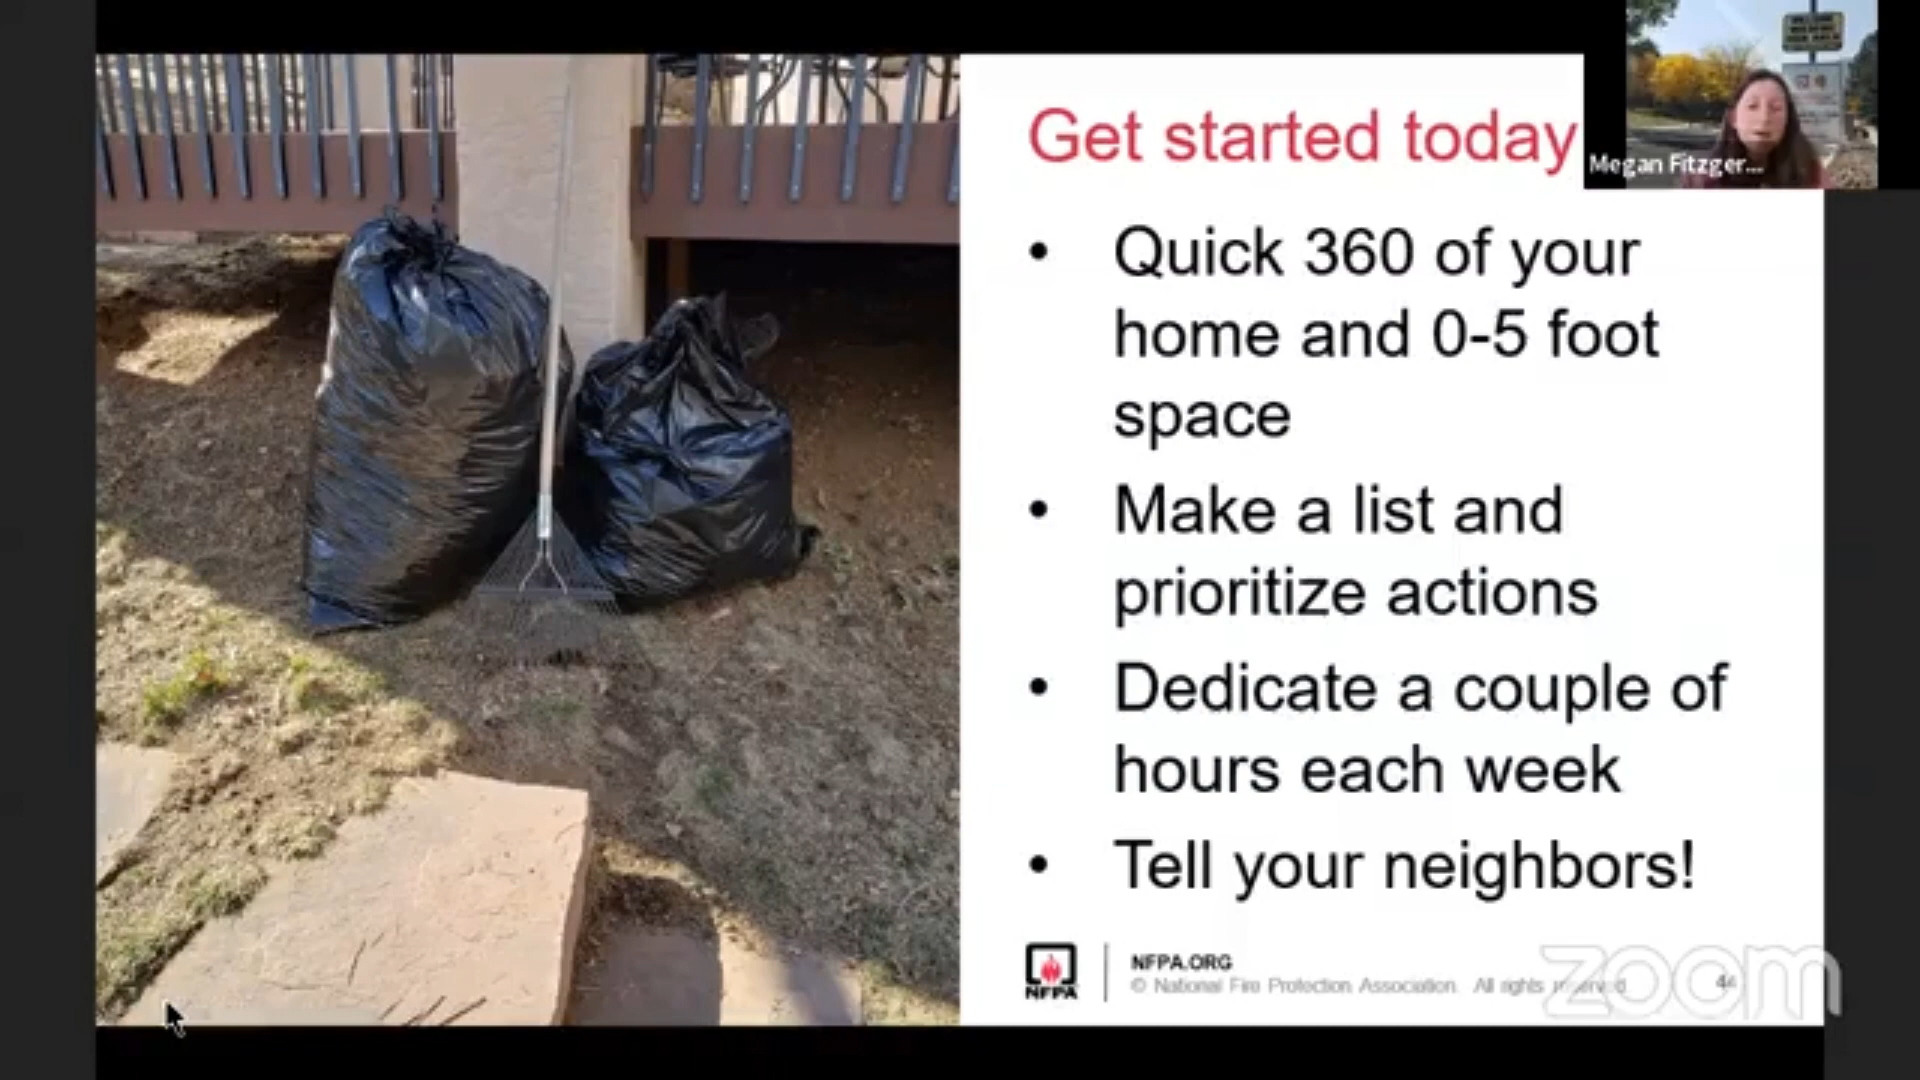 Get started today
Megan Fitzger...
• Quick 360 of your
home and 0-5 foot
space
• Make a list and
prioritize actions
• Dedicate a couple of
hours each week
• Tell your neighbors!
NFPA
NFPA.ORG
© National Fire Protection Association. All rights reserved
44
zoom